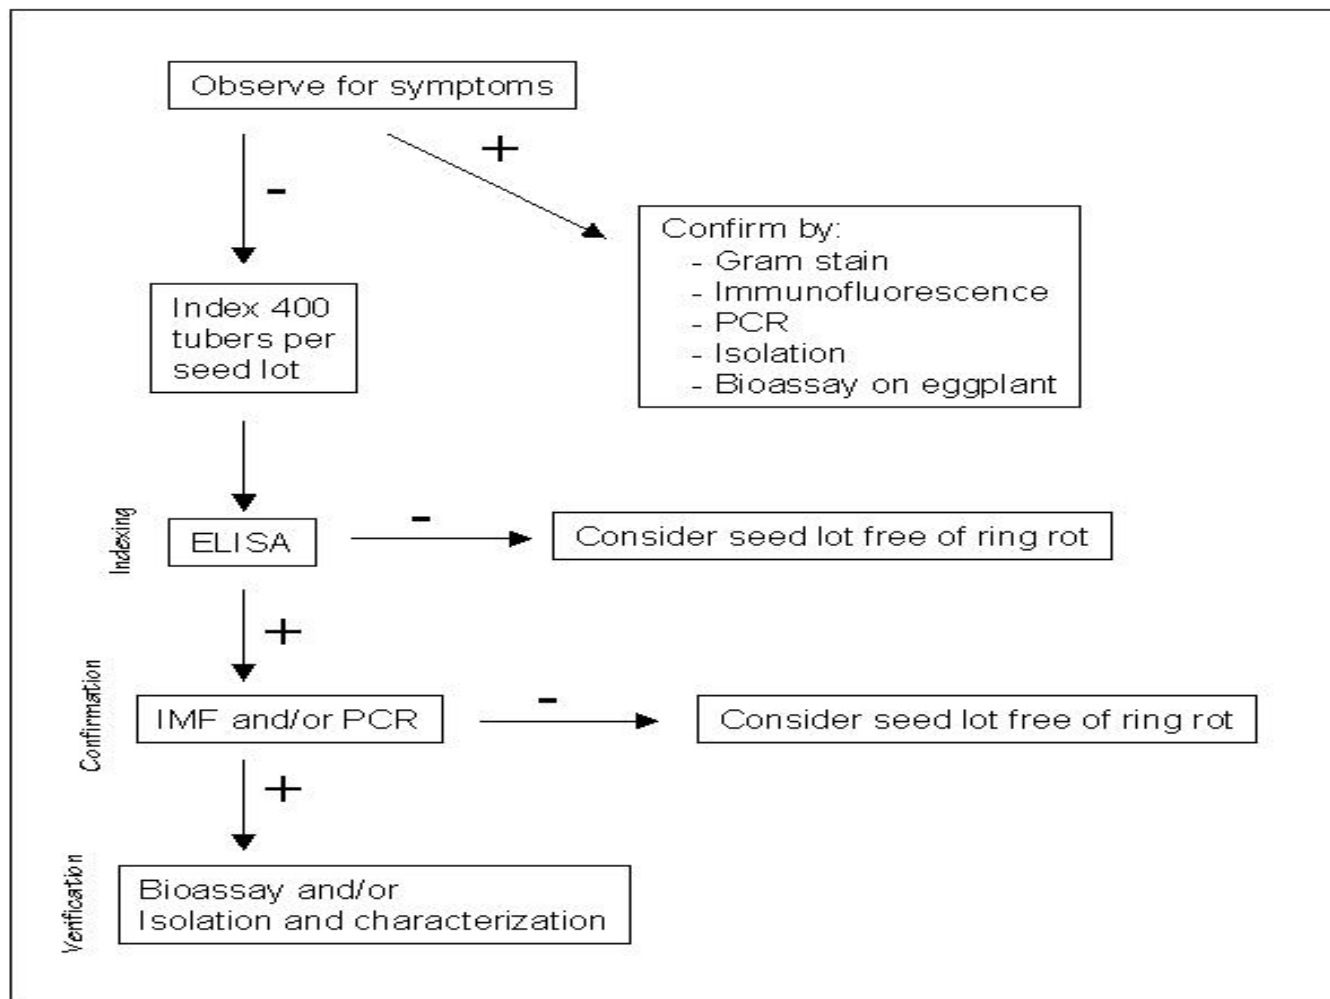 Observe for symptoms
+
-
Confirm by:
- Gram stain
- Immunofluorescence
- PCR
- Isolation
- Bioassay on eggplant
Index 400
tubers per
seed lot
Indexing
ELISA
-
Consider seed lot free of ring rot
+
Confirmation
IMF and/or PCR
-
Consider seed lot free of ring rot
+
Verification
Bioassay and/or
Isolation and characterization